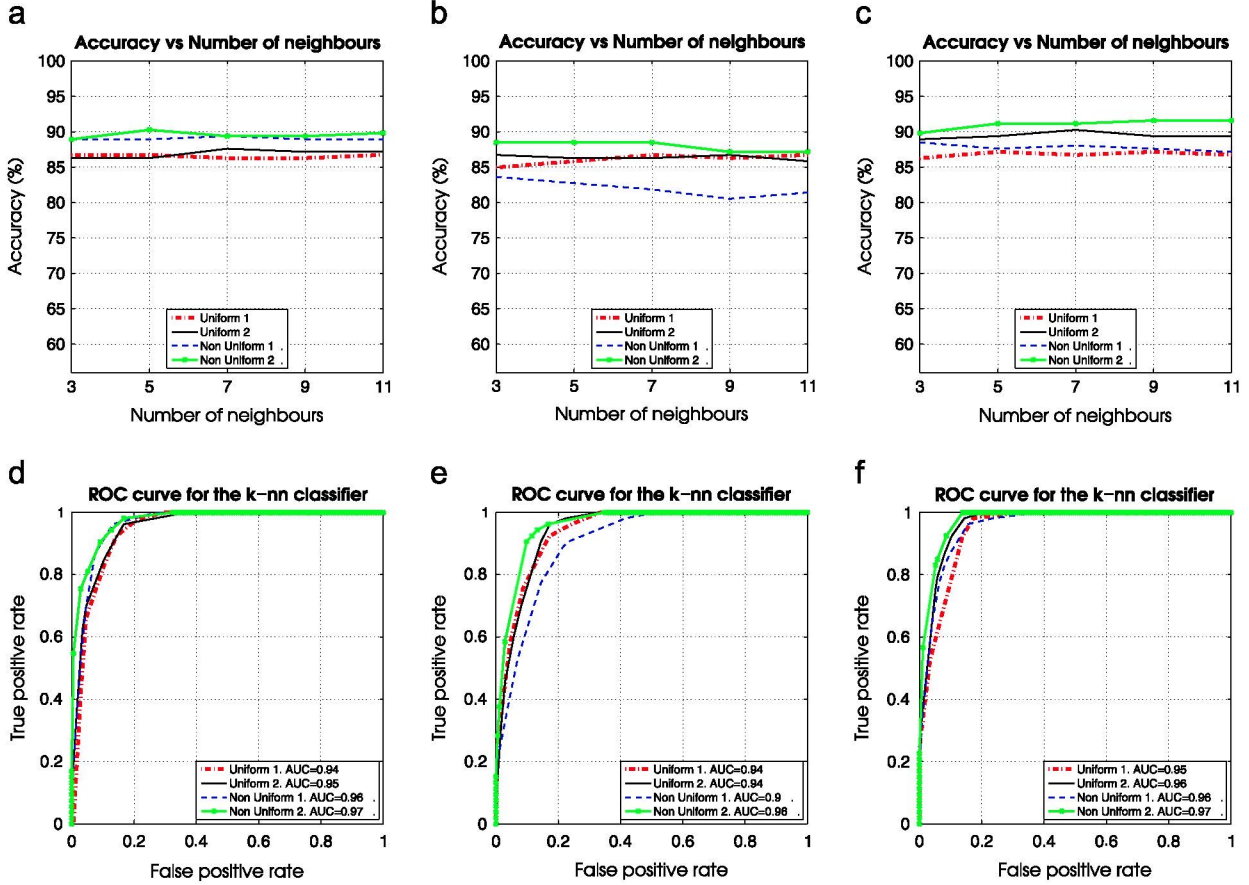 a
Accuracy vs Number of neighbours
100
95
90
85
80
75
70
65
60
Accuracy (%)
Uniform 1
Uniform 2
Non Uniform 1 .
Non Uniform 2 .
3 5 7 9 11
Number of neighbours
b
Accuracy vs Number of neighbours
100
95
90
85
80
75
70
65
60
Accuracy (%)
Uniform 1
Uniform 2
Non Uniform 1 .
Non Uniform 2 .
3 5 7 9 11
Number of neighbours
c
Accuracy vs Number of neighbours
100
95
90
85
80
75
70
65
60
Accuracy (%)
Uniform 1
Uniform 2
Non Uniform 1 .
Non Uniform 2 .
3 5 7 9 11
Number of neighbours
d
ROC curve for the k-nn classifier
1
0.8
0.6
0.4
0.2
0
True positive rate
Uniform 1. AUC=0.94
Uniform 2. AUC=0.95
Non Uniform 1. AUC=0.96 .
Non Uniform 2. AUC=0.97
0 0.2 0.4 0.6 0.8 1
False positive rate
e
ROC curve for the k-nn classifier
1
0.8
0.6
0.4
0.2
0
True positive rate
Uniform 1. AUC=0.94
Uniform 2. AUC=0.94
Non Uniform 1. AUC=0.9 .
Non Uniform 2. AUC=0.96
0 0.2 0.4 0.6 0.8 1
False positive rate
f
ROC curve for the k-nn classifier
1
0.8
0.6
0.4
0.2
0
True positive rate
Uniform 1. AUC=0.95
Uniform 2. AUC=0.96
Non Uniform 1. AUC=0.96 .
Non Uniform 2. AUC=0.97
0 0.2 0.4 0.6 0.8 1
False positive rate